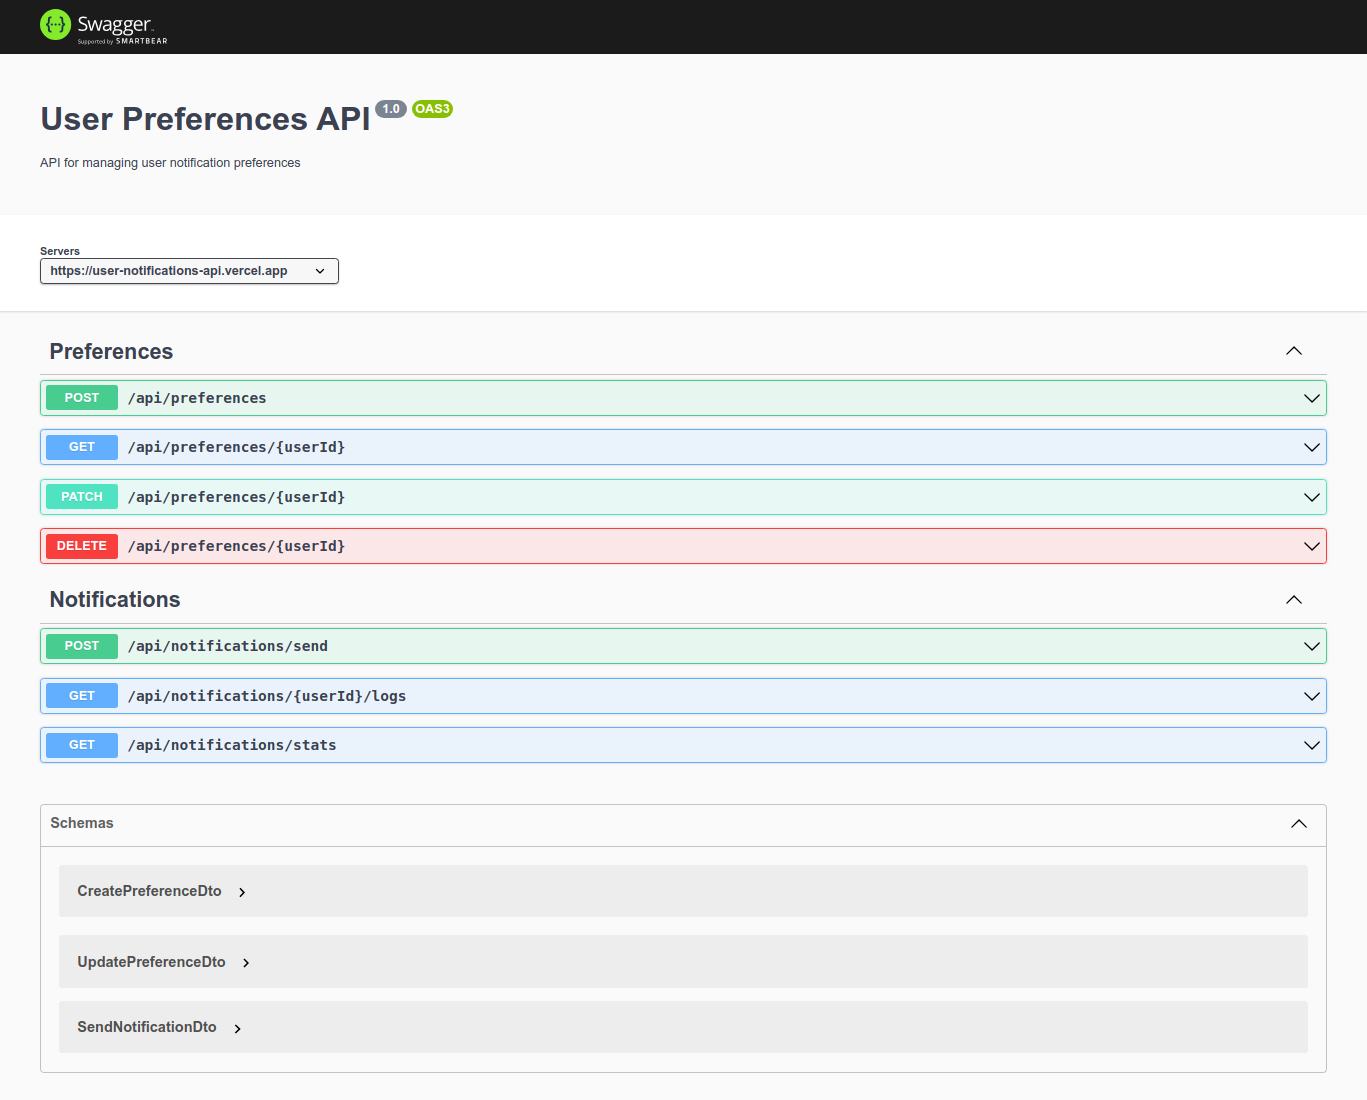 Swagger
Supported by SMARTBEAR
User Preferences API 1.0 OAS3
API for managing user notification preferences
Servers
https://user-notifications-api.vercel.app
Preferences
POST /api/preferences
GET /api/preferences/{userId}
PATCH /api/preferences/{userId}
DELETE /api/preferences/{userId}
Notifications
POST /api/notifications/send
GET /api/notifications/{userId}/logs
GET /api/notifications/stats
Schemas
CreatePreferenceDto
UpdatePreferenceDto
SendNotificationDto